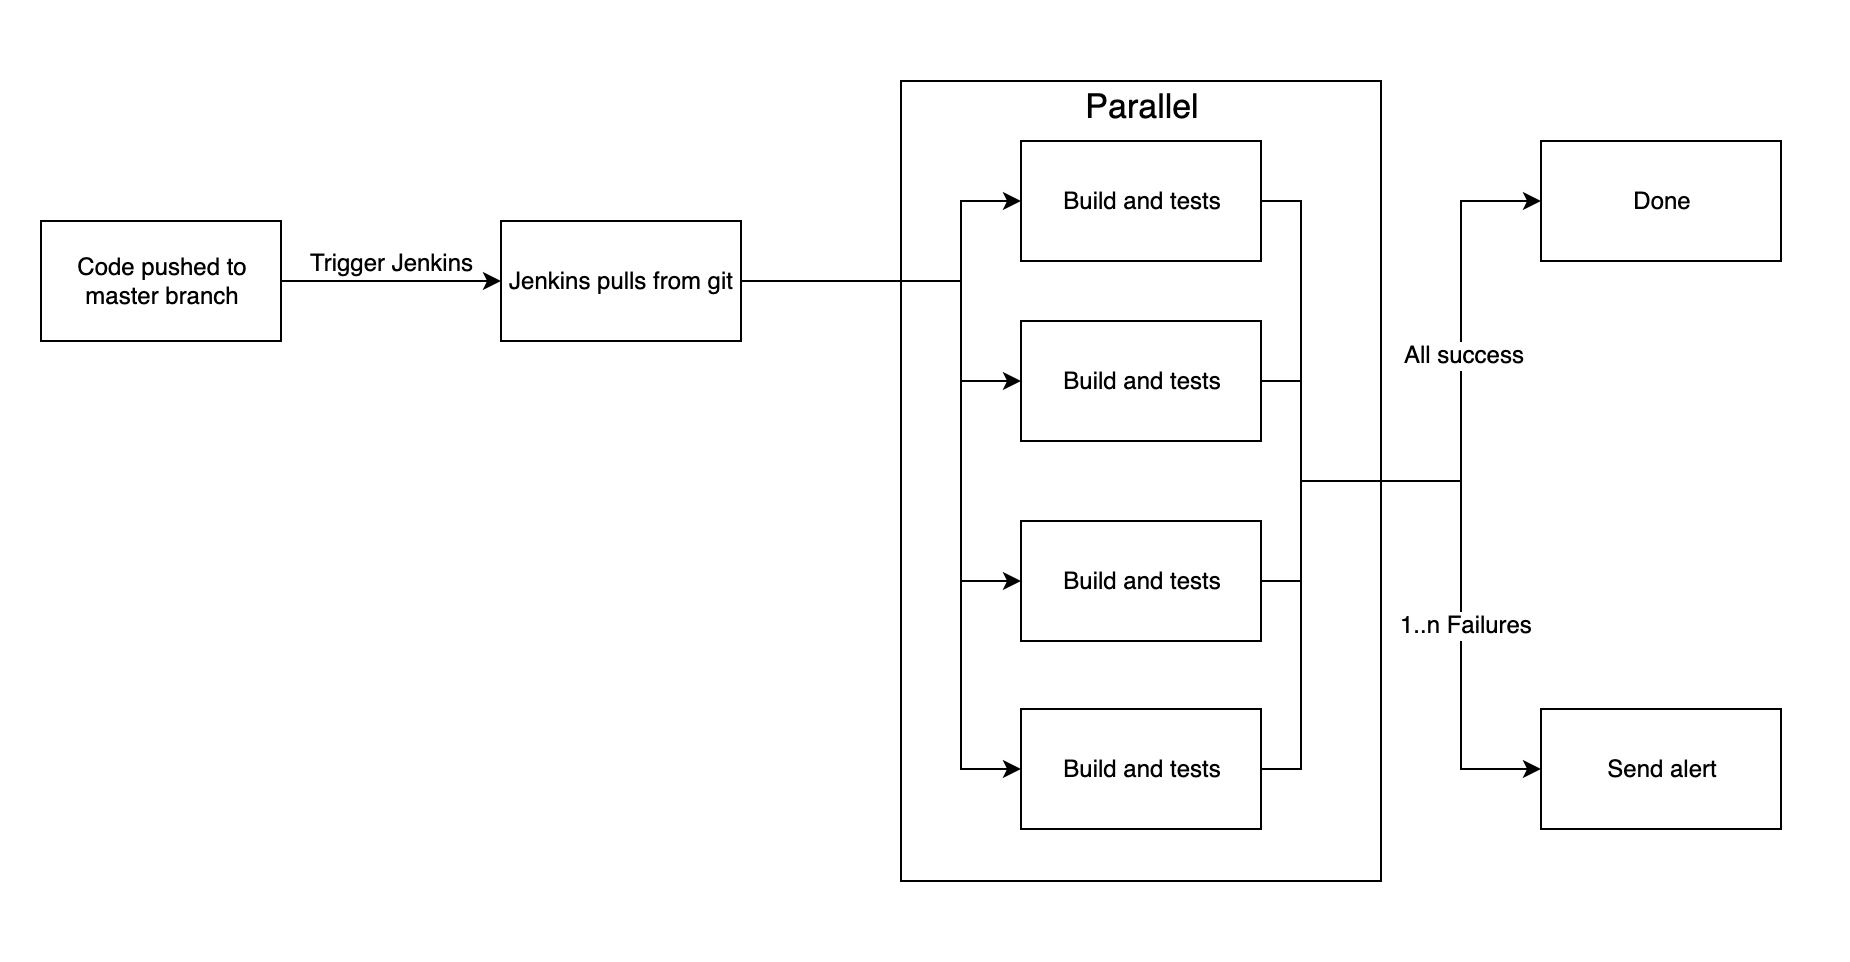 Parallel
Code pushed to
master branch
Trigger Jenkins
Jenkins pulls from git
Build and tests
Build and tests
Build and tests
Build and tests
All success
1..n Failures
Done
Send alert